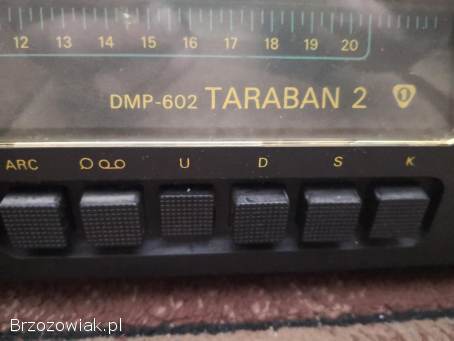 12 13 14 15 16 17 18 19 20
DMP-602 TARABAN 2
ARC U D S K
Brzozowiak.pl